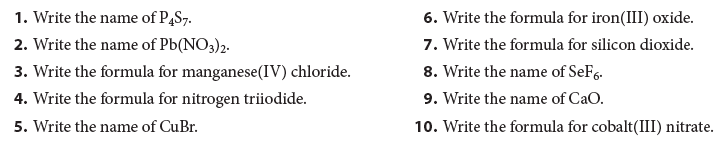 1. Write the name of P₄S₇.
2. Write the name of Pb(NO₃)₂.
3. Write the formula for manganese(IV) chloride.
4. Write the formula for nitrogen triiodide.
5. Write the name of CuBr.
6. Write the formula for iron(III) oxide.
7. Write the formula for silicon dioxide.
8. Write the name of SeF₆.
9. Write the name of CaO.
10. Write the formula for cobalt(III) nitrate.